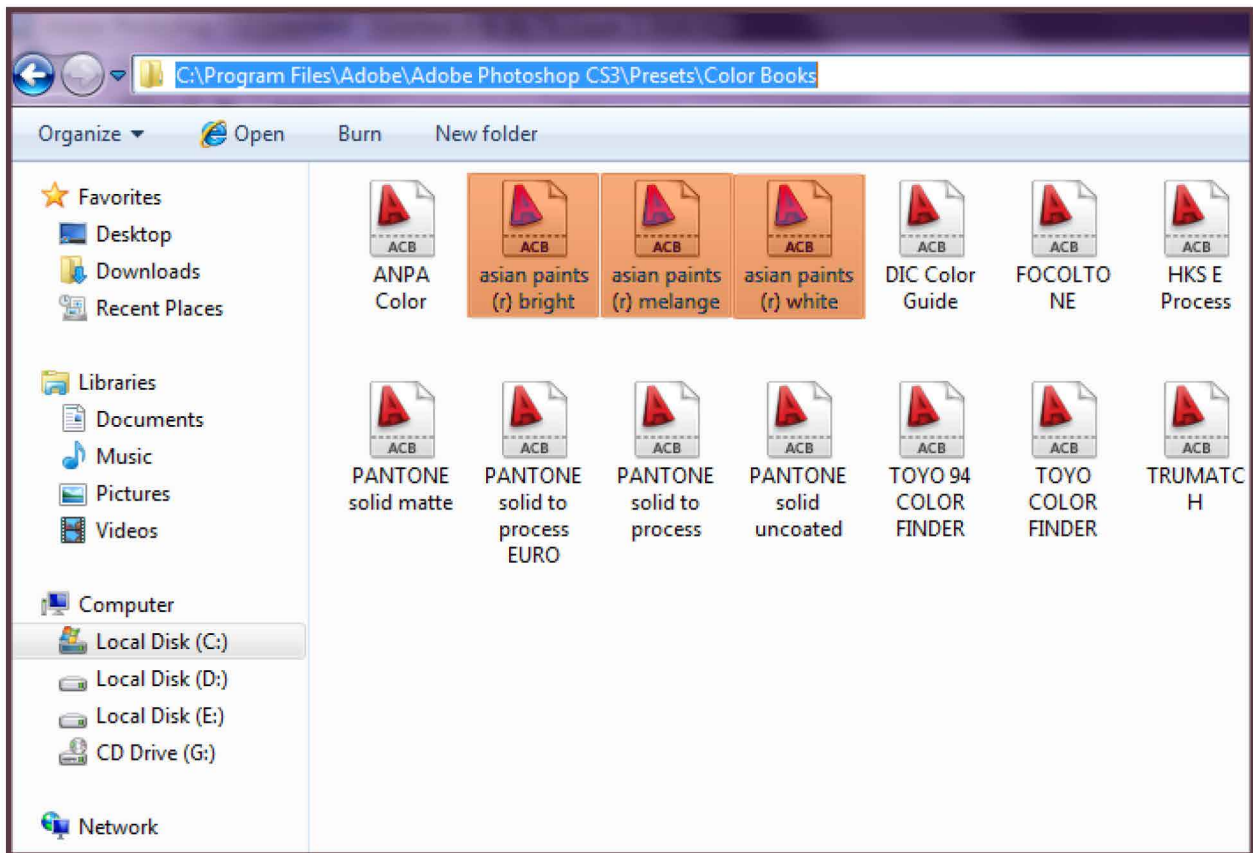 C:\Program Files\Adobe\Adobe Photoshop CS3\Presets\Color Books
Organize
Open
Burn
New folder
Favorites
Desktop
Downloads
Recent Places
Libraries
Documents
Music
Pictures
Videos
Computer
Local Disk (C:)
Local Disk (D:)
Local Disk (E:)
CD Drive (G:)
Network
ACB
ANPA
Color
ACB
asian paints
(r) bright
ACB
asian paints
(r) melange
ACB
asian paints
(r) white
ACB
DIC Color
Guide
ACB
FOCOLTO
NE
ACB
HKS E
Process
ACB
PANTONE
solid matte
ACB
PANTONE
solid to
process
EURO
ACB
PANTONE
solid to
process
ACB
PANTONE
solid
uncoated
ACB
TOYO 94
COLOR
FINDER
ACB
TOYO
COLOR
FINDER
ACB
TRUMATC
H